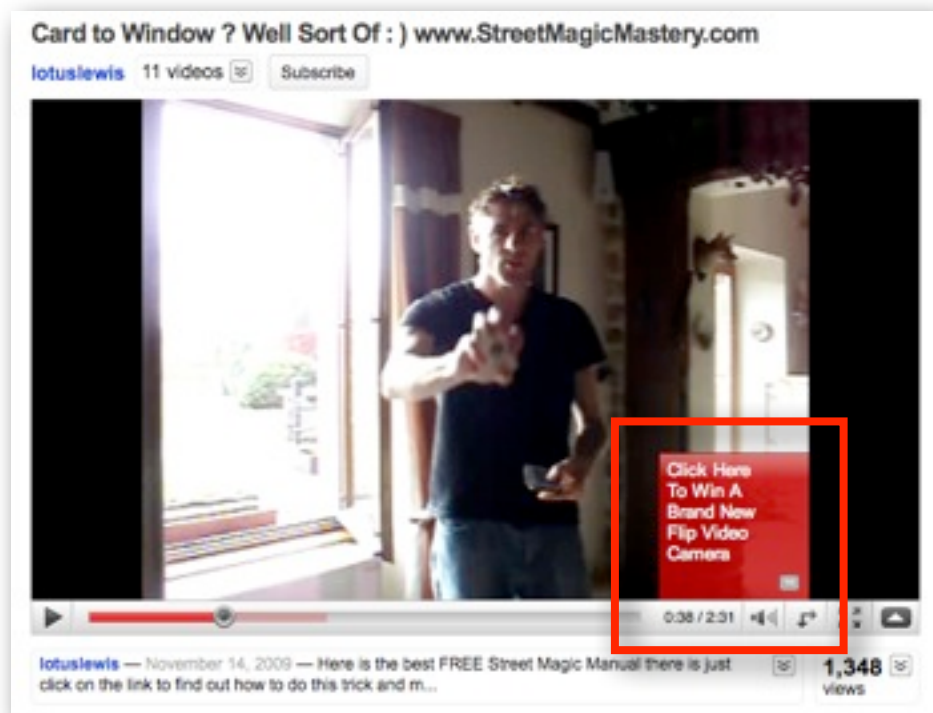 Card to Window ? Well Sort Of : ) www.StreetMagicMastery.com
lotuslewis 11 videos Subscribe
Click Here
To Win A
Brand New
Flip Video
Camera
0:38 / 2:31
lotuslewis — November 14, 2009 — Here is the best FREE Street Magic Manual there is just
click on the link to find out how to do this trick and m...
1,348
views